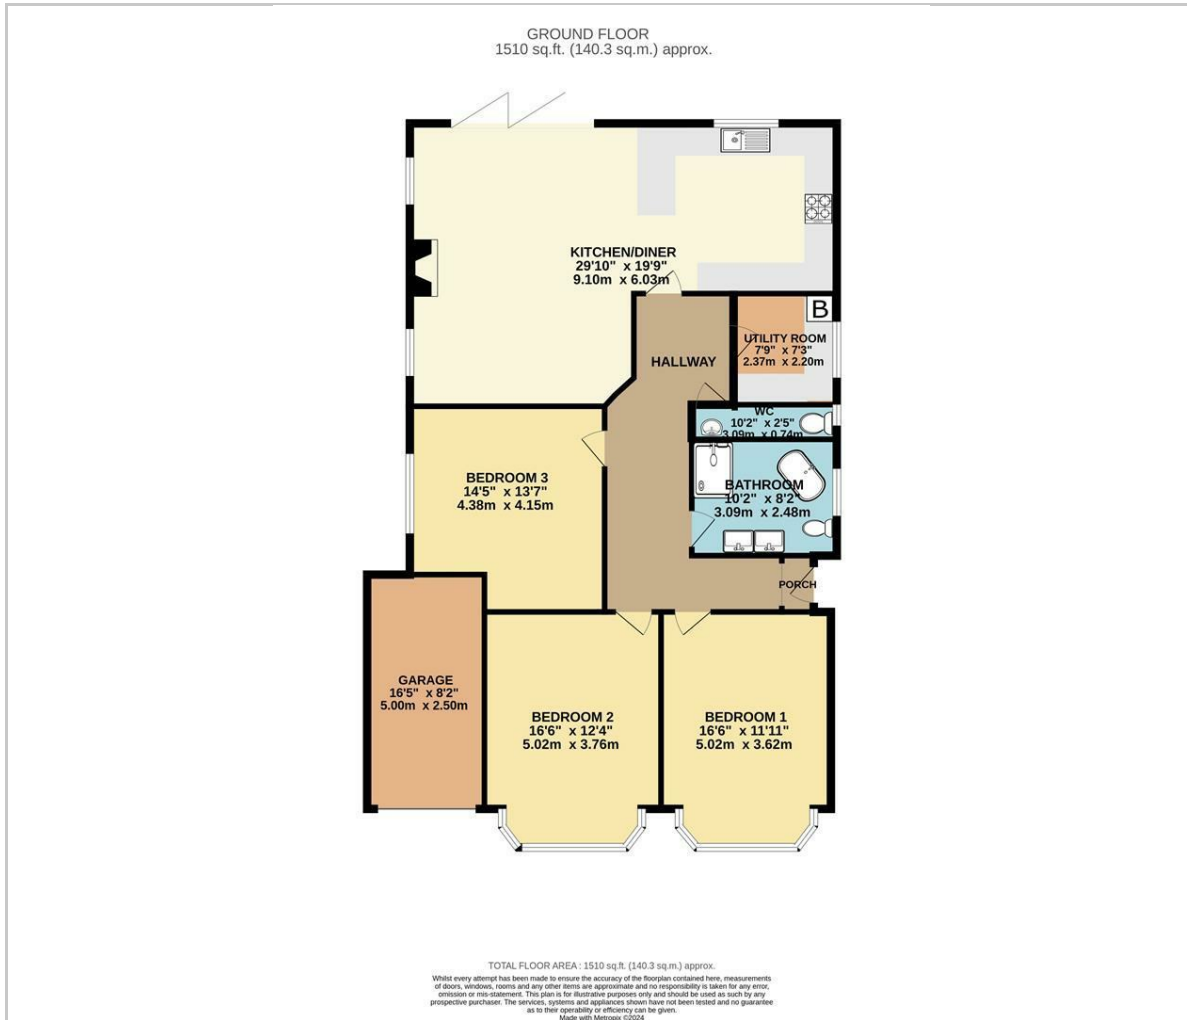 GROUND FLOOR
1510 sq.ft. (140.3 sq.m.) approx.
KITCHEN/DINER
29'10" x 19'9"
9.10m x 6.03m
B
UTILITY ROOM
7'9" x 7'3"
2.37m x 2.20m
HALLWAY
WC
10'2" x 2'5"
3.09m x 0.74m
BEDROOM 3
14'5" x 13'7"
4.38m x 4.15m
BATHROOM
10'2" x 8'2"
3.09m x 2.48m
PORCH
GARAGE
16'5" x 8'2"
5.00m x 2.50m
BEDROOM 2
16'6" x 12'4"
5.02m x 3.76m
BEDROOM 1
16'6" x 11'11"
5.02m x 3.62m
TOTAL FLOOR AREA : 1510 sq.ft. (140.3 sq.m.) approx.
Whilst every attempt has been made to ensure the accuracy of the floorplan contained here, measurements
of doors, windows, rooms and any other items are approximate and no responsibility is taken for any error,
omission or mis-statement. This plan is for illustrative purposes only and should be used as such by any
prospective purchaser. The services, systems and appliances shown have not been tested and no guarantee
as to their operability or efficiency can be given.
Made with Metropix ©2024